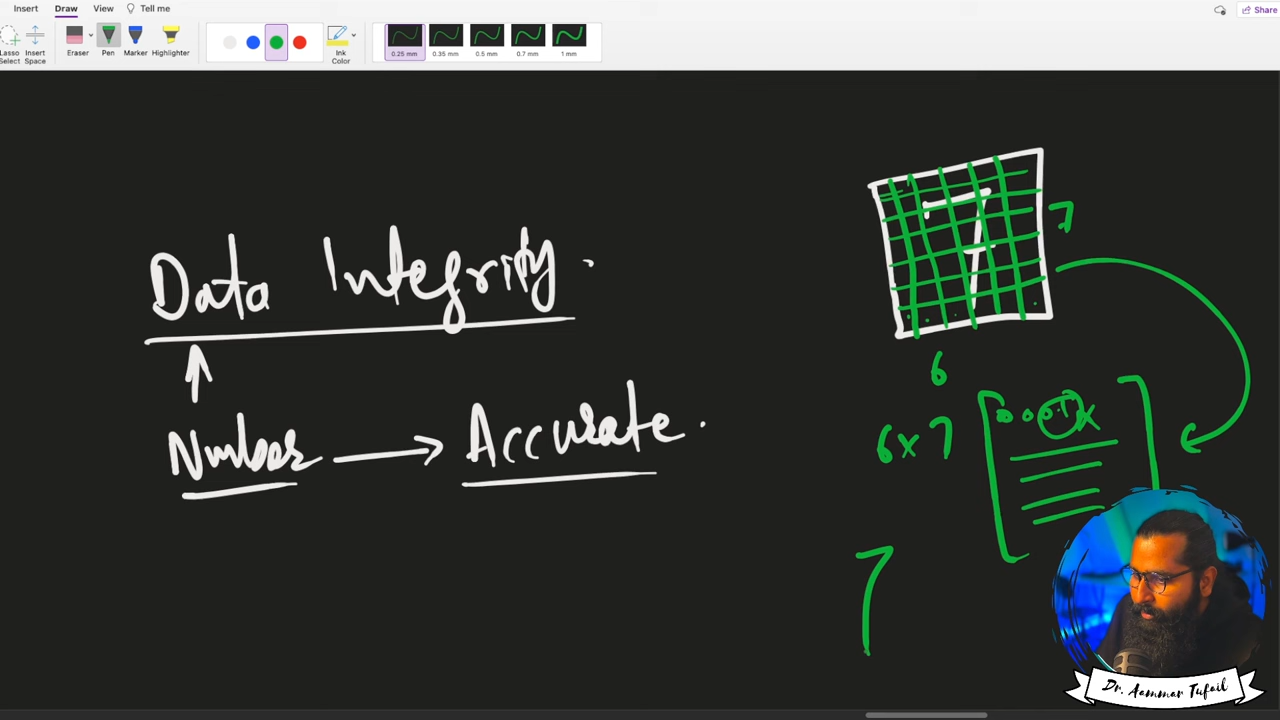 Insert Draw View Tell me
Share
Lasso Select
Insert Space
Eraser
Pen
Marker
Highlighter
Ink Color
0.25 mm
0.35 mm
0.5 mm
0.7 mm
1 mm
Data Integrity.
Number → Accurate.
7
7
6
6x7
7
Dr. Aammar Tufail